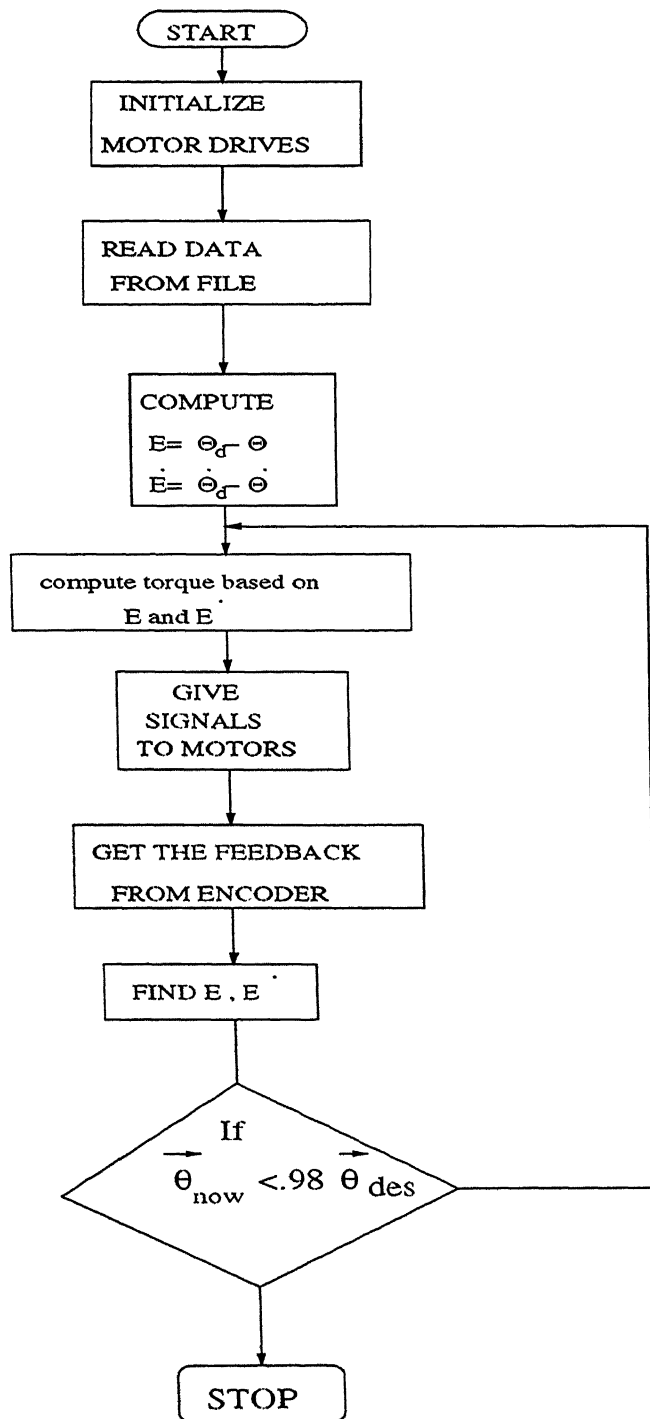 START
INITIALIZE
MOTOR DRIVES
READ DATA
FROM FILE
COMPUTE
E= Θd- Θ
Ė= Θ̇d- Θ̇
compute torque based on
E and Ė
GIVE
SIGNALS
TO MOTORS
GET THE FEEDBACK
FROM ENCODER
FIND E , Ė
If
θ⃗now <.98 θ⃗des
STOP